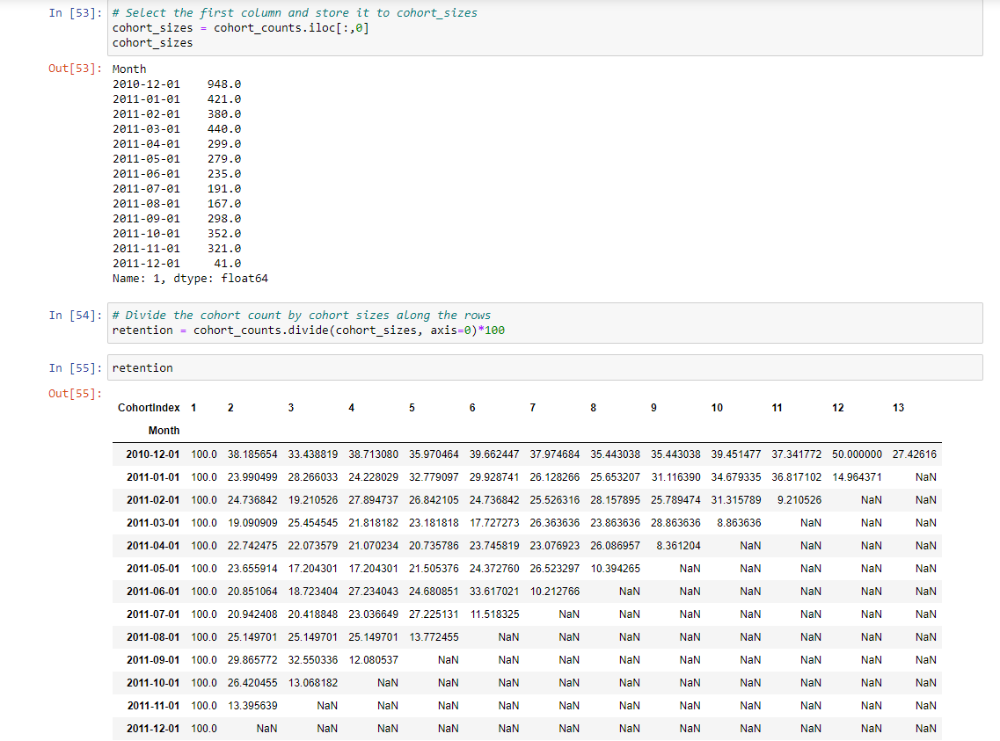 In [53]: # Select the first column and store it to cohort_sizes
cohort_sizes = cohort_counts.iloc[:,0]
cohort_sizes
Out[53]: Month
2010-12-01 948.0
2011-01-01 421.0
2011-02-01 380.0
2011-03-01 440.0
2011-04-01 299.0
2011-05-01 279.0
2011-06-01 235.0
2011-07-01 191.0
2011-08-01 167.0
2011-09-01 298.0
2011-10-01 352.0
2011-11-01 321.0
2011-12-01 41.0
Name: 1, dtype: float64
In [54]: # Divide the cohort count by cohort sizes along the rows
retention = cohort_counts.divide(cohort_sizes, axis=0)*100
In [55]: retention
Out[55]:
CohortIndex 1 2 3 4 5 6 7 8 9 10 11 12 13
Month
2010-12-01 100.0 38.185654 33.438819 38.713080 35.970464 39.662447 37.974684 35.443038 35.443038 39.451477 37.341772 50.000000 27.42616
2011-01-01 100.0 23.990499 28.266033 24.228029 32.779097 29.928741 26.128266 25.653207 31.116390 34.679335 36.817102 14.964371 NaN
2011-02-01 100.0 24.736842 19.210526 27.894737 26.842105 24.736842 25.526316 28.157895 25.789474 31.315789 9.210526 NaN NaN
2011-03-01 100.0 19.090909 25.454545 21.818182 23.181818 17.727273 26.363636 23.863636 28.863636 8.863636 NaN NaN NaN
2011-04-01 100.0 22.742475 22.073579 21.070234 20.735786 23.745819 23.076923 26.086957 8.361204 NaN NaN NaN NaN
2011-05-01 100.0 23.655914 17.204301 17.204301 21.505376 24.372760 26.523297 10.394265 NaN NaN NaN NaN NaN
2011-06-01 100.0 20.851064 18.723404 27.234043 24.680851 33.617021 10.212766 NaN NaN NaN NaN NaN NaN
2011-07-01 100.0 20.942408 20.418848 23.036649 27.225131 11.518325 NaN NaN NaN NaN NaN NaN NaN
2011-08-01 100.0 25.149701 25.149701 25.149701 13.772455 NaN NaN NaN NaN NaN NaN NaN NaN
2011-09-01 100.0 29.865772 32.550336 12.080537 NaN NaN NaN NaN NaN NaN NaN NaN NaN
2011-10-01 100.0 26.420455 13.068182 NaN NaN NaN NaN NaN NaN NaN NaN NaN NaN
2011-11-01 100.0 13.395639 NaN NaN NaN NaN NaN NaN NaN NaN NaN NaN NaN
2011-12-01 100.0 NaN NaN NaN NaN NaN NaN NaN NaN NaN NaN NaN NaN